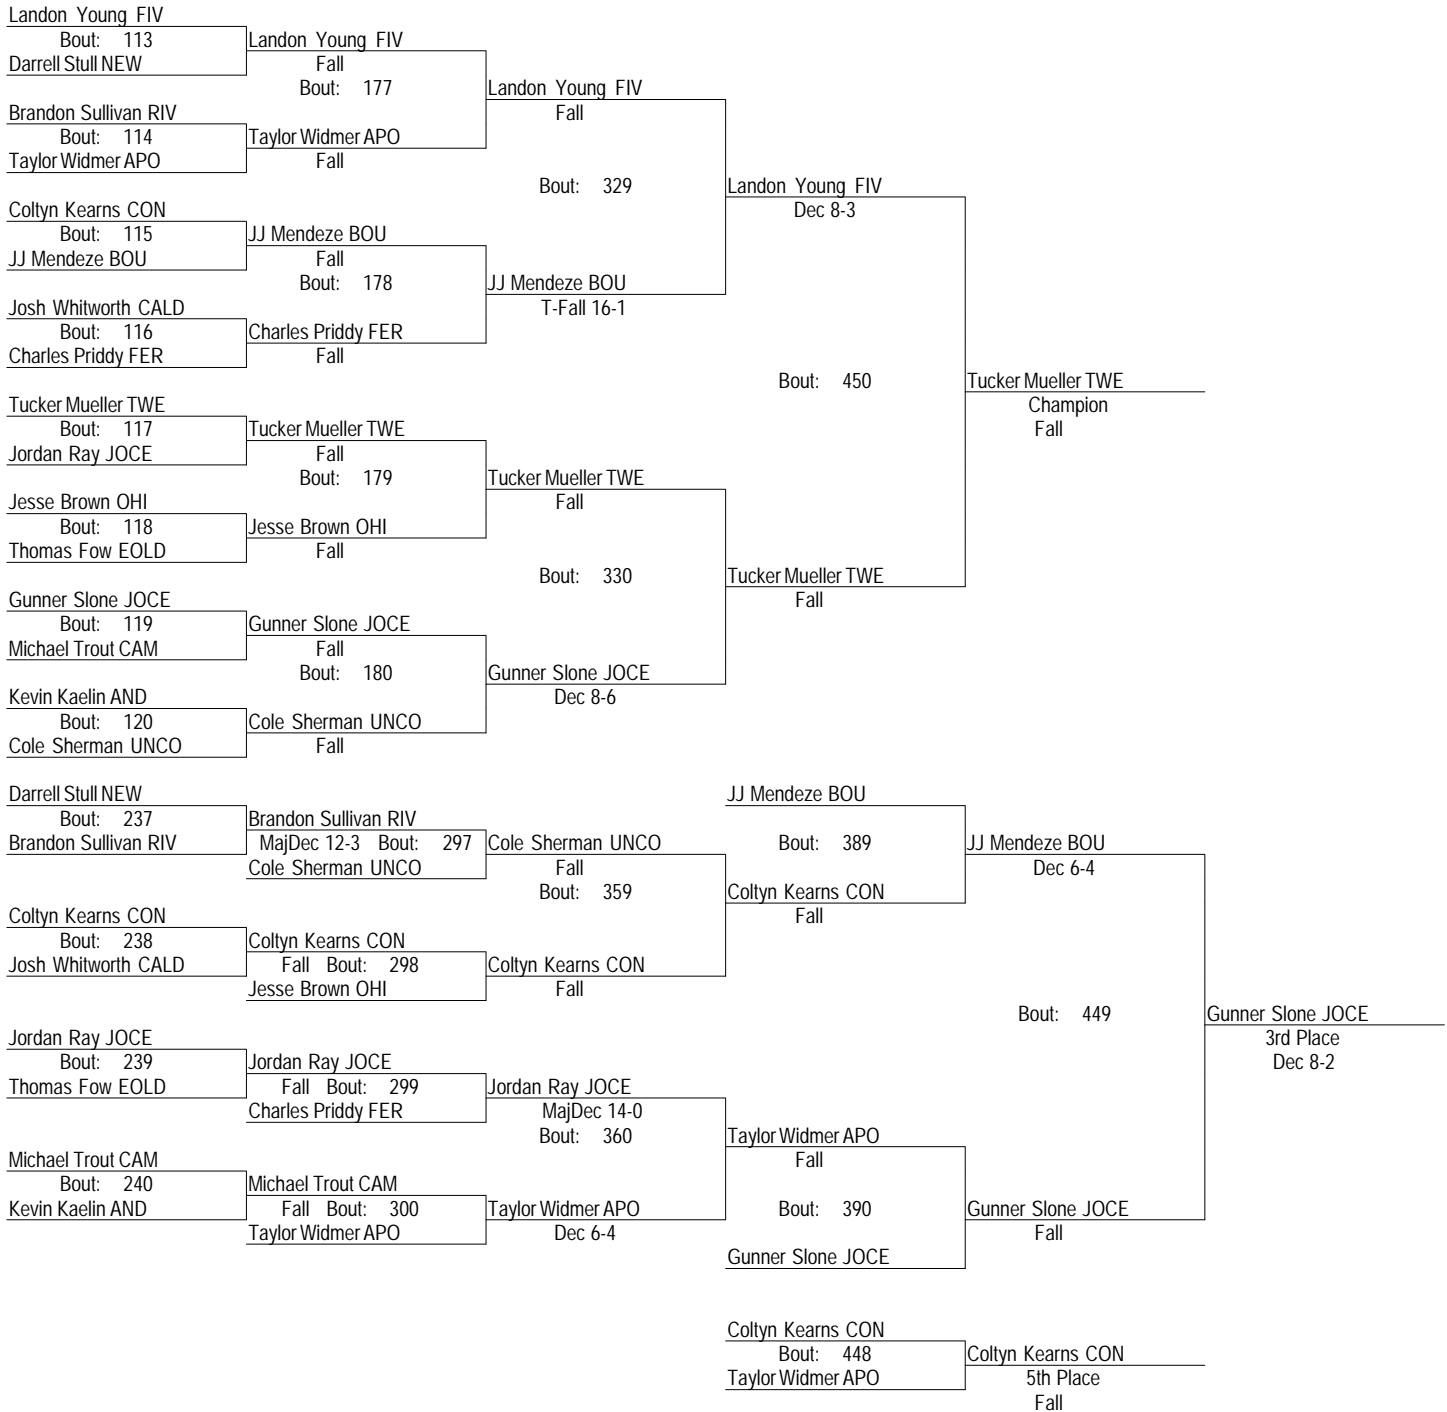 Landon Young FIV
Bout: 113
Darrell Stull NEW
Landon Young FIV
Fall
Bout: 177
Brandon Sullivan RIV
Bout: 114
Taylor Widmer APO
Taylor Widmer APO
Fall
Landon Young FIV
Fall
Bout: 329
Coltyn Kearns CON
Bout: 115
JJ Mendeze BOU
JJ Mendeze BOU
Fall
Bout: 178
Josh Whitworth CALD
Bout: 116
Charles Priddy FER
Charles Priddy FER
Fall
JJ Mendeze BOU
T-Fall 16-1
Landon Young FIV
Dec 8-3
Bout: 450
Tucker Mueller TWE
Champion
Fall
Tucker Mueller TWE
Bout: 117
Jordan Ray JOCE
Tucker Mueller TWE
Fall
Bout: 179
Jesse Brown OHI
Bout: 118
Thomas Fow EOLD
Jesse Brown OHI
Fall
Tucker Mueller TWE
Fall
Bout: 330
Gunner Slone JOCE
Bout: 119
Michael Trout CAM
Gunner Slone JOCE
Fall
Bout: 180
Kevin Kaelin AND
Bout: 120
Cole Sherman UNCO
Cole Sherman UNCO
Fall
Gunner Slone JOCE
Dec 8-6
Tucker Mueller TWE
Fall
Darrell Stull NEW
Bout: 237
Brandon Sullivan RIV
Brandon Sullivan RIV
MajDec 12-3 Bout: 297
Cole Sherman UNCO
Cole Sherman UNCO
Fall
Bout: 359
Coltyn Kearns CON
Bout: 238
Josh Whitworth CALD
Coltyn Kearns CON
Fall Bout: 298
Jesse Brown OHI
Coltyn Kearns CON
Fall
JJ Mendeze BOU
Bout: 389
Coltyn Kearns CON
Fall
JJ Mendeze BOU
Dec 6-4
Bout: 449
Gunner Slone JOCE
3rd Place
Dec 8-2
Jordan Ray JOCE
Bout: 239
Thomas Fow EOLD
Jordan Ray JOCE
Fall Bout: 299
Charles Priddy FER
Jordan Ray JOCE
MajDec 14-0
Bout: 360
Michael Trout CAM
Bout: 240
Kevin Kaelin AND
Michael Trout CAM
Fall Bout: 300
Taylor Widmer APO
Taylor Widmer APO
Dec 6-4
Taylor Widmer APO
Fall
Bout: 390
Gunner Slone JOCE
Gunner Slone JOCE
Fall
Coltyn Kearns CON
Bout: 448
Taylor Widmer APO
Coltyn Kearns CON
5th Place
Fall